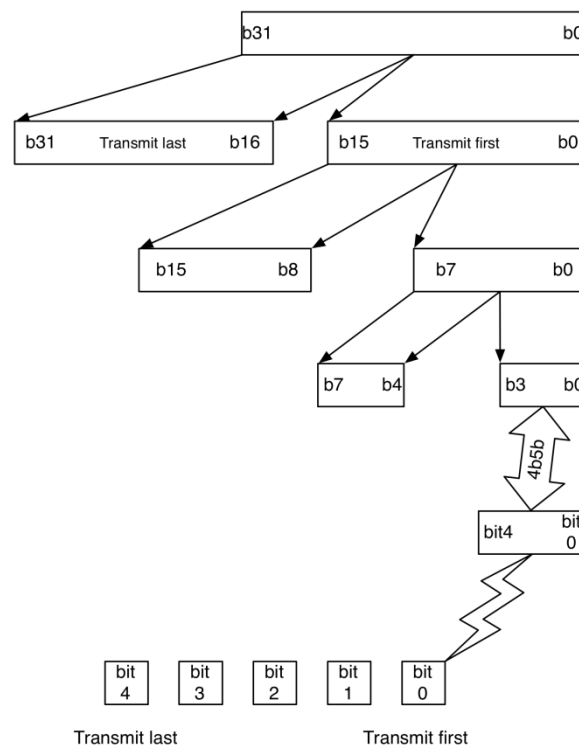 b31 b0
b31 Transmit last b16 b15 Transmit first b0
b15 b8 b7 b0
b7 b4 b3 b0
4b5b
bit4 bit
0
bit bit bit bit bit
4 3 2 1 0
Transmit last Transmit first